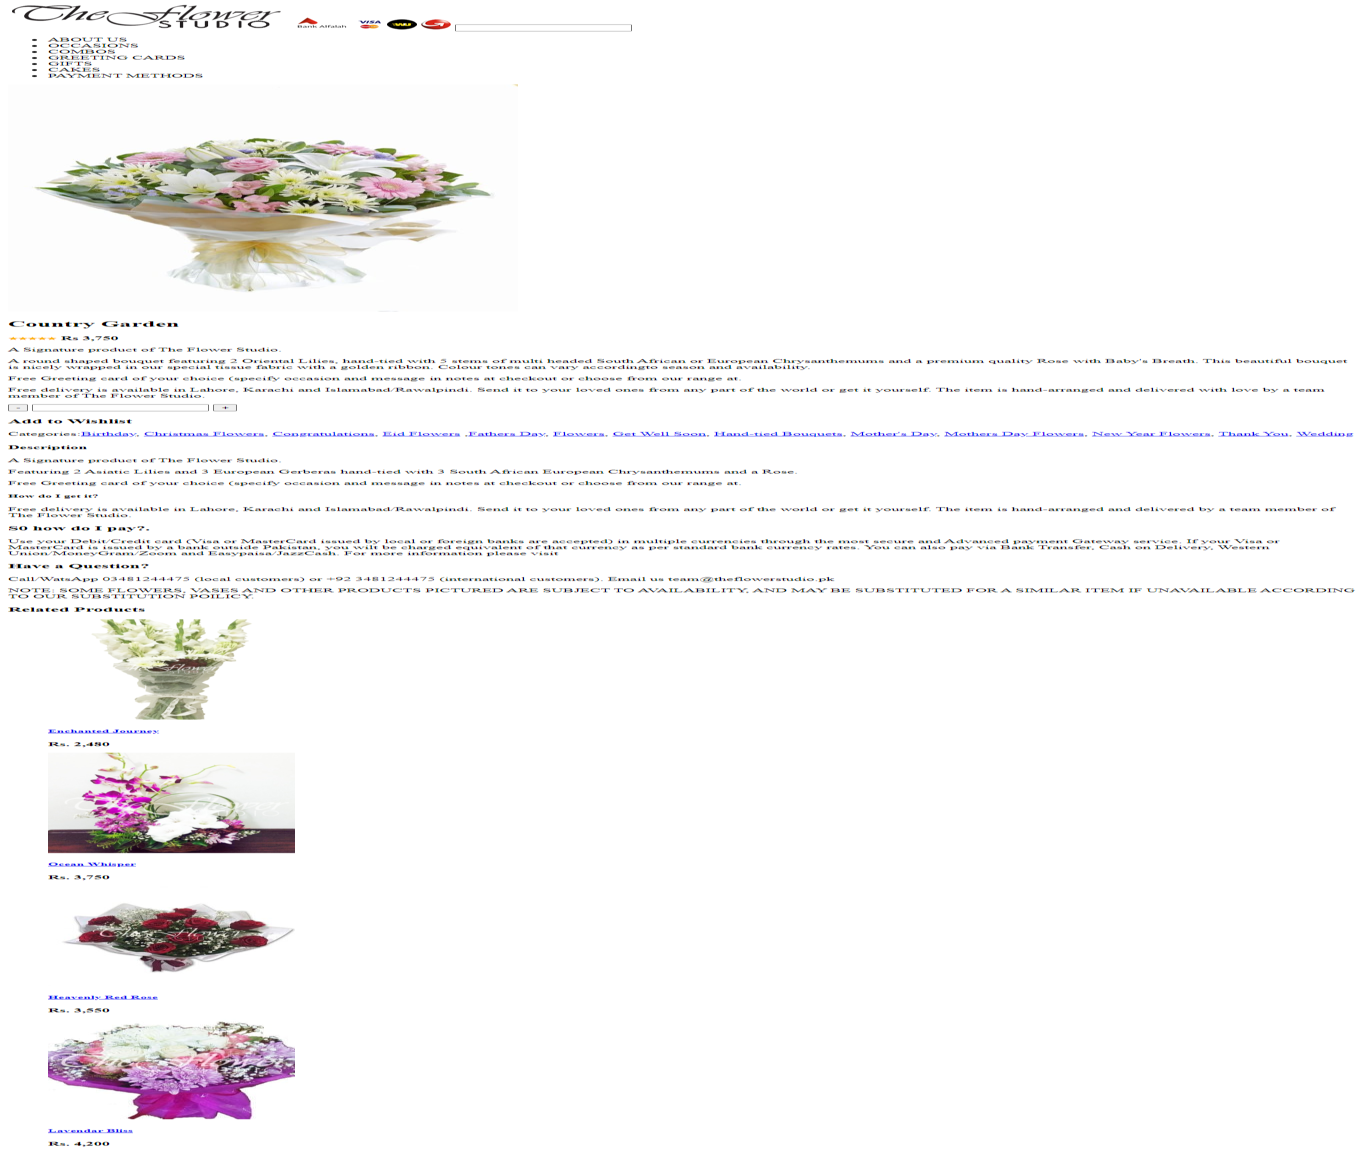 The Flower
STUDIO
Bank Alfalah
VISA
WU
ABOUT US
OCCASIONS
COMBOS
GREETING CARDS
GIFTS
CAKES
PAYMENT METHODS
Country Garden
★★★★★ Rs 3,750
A Signature product of The Flower Studio.
A round shaped bouquet featuring 2 Oriental Lilies, hand-tied with 5 stems of multi headed South African or European Chrysanthemums and a premium quality Rose with Baby's Breath. This beautiful bouquet
is nicely wrapped in our special tissue fabric with a golden ribbon. Colour tones can vary accordingto season and availability.
Free Greeting card of your choice (specify occasion and message in notes at checkout or choose from our range at.
Free delivery is available in Lahore, Karachi and Islamabad/Rawalpindi. Send it to your loved ones from any part of the world or get it yourself. The item is hand-arranged and delivered with love by a team
member of The Flower Studio.
- +
Add to Wishlist
Categories:Birthday, Christmas Flowers, Congratulations, Eid Flowers ,Fathers Day, Flowers, Get Well Soon, Hand-tied Bouquets, Mother's Day, Mothers Day Flowers, New Year Flowers, Thank You, Wedding
Description
A Signature product of The Flower Studio.
Featuring 2 Asiatic Lilies and 3 European Gerberas hand-tied with 3 South African European Chrysanthemums and a Rose.
Free Greeting card of your choice (specify occasion and message in notes at checkout or choose from our range at.
How do I get it?
Free delivery is available in Lahore, Karachi and Islamabad/Rawalpindi. Send it to your loved ones from any part of the world or get it yourself. The item is hand-arranged and delivered by a team member of
The Flower Studio.
S0 how do I pay?.
Use your Debit/Credit card (Visa or MasterCard issued by local or foreign banks are accepted) in multiple currencies through the most secure and Advanced payment Gateway service. If your Visa or
MasterCard is issued by a bank outside Pakistan, you wilt be charged equivalent of that currency as per standard bank currency rates. You can also pay via Bank Transfer, Cash on Delivery, Western
Union/MoneyGram/Zoom and Easypaisa/JazzCash. For more information please visit
Have a Question?
Call/WatsApp 03481244475 (local customers) or +92 3481244475 (international customers). Email us team@theflowerstudio.pk
NOTE: SOME FLOWERS, VASES AND OTHER PRODUCTS PICTURED ARE SUBJECT TO AVAILABILITY, AND MAY BE SUBSTITUTED FOR A SIMILAR ITEM IF UNAVAILABLE ACCORDING
TO OUR SUBSTITUTION POILICY.
Related Products
The Flower
Enchanted Journey
Rs. 2,480
The Flower
Ocean Whisper
Rs. 3,750
The Flower
Heavenly Red Rose
Rs. 3,550
The Flower
Lavendar Bliss
Rs. 4,200